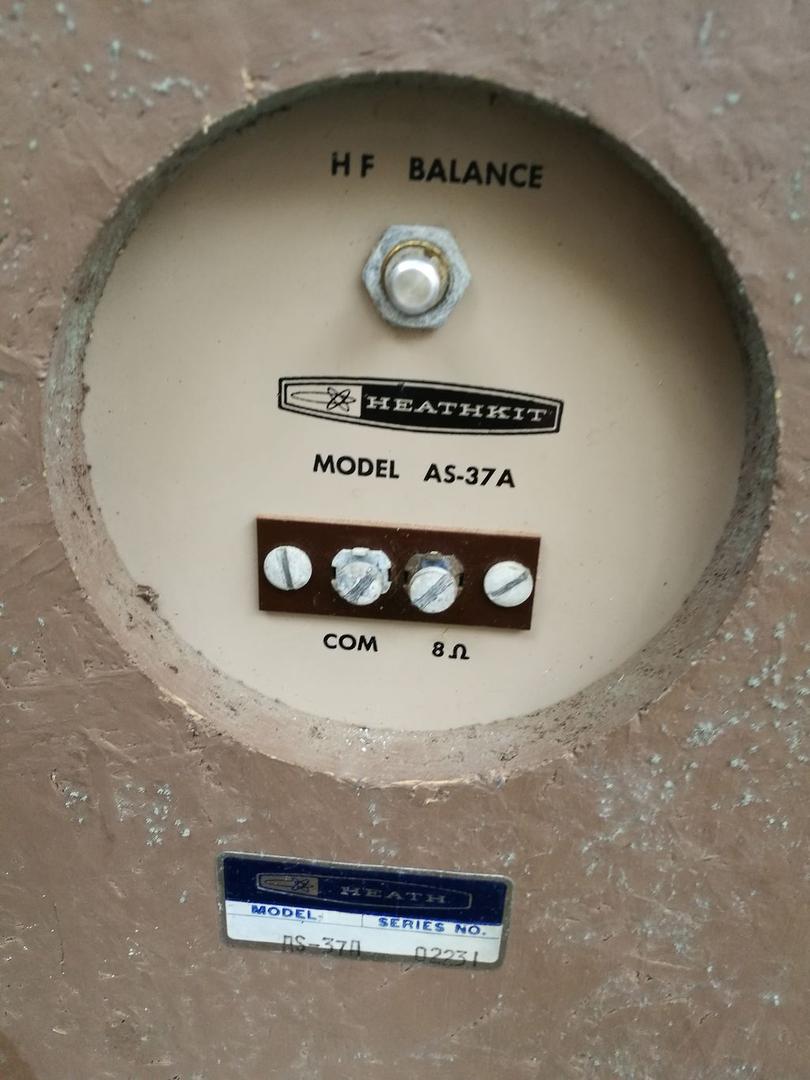 HF BALANCE
HEATHKIT
MODEL AS-37A
COM 8Ω
HEATH
MODEL SERIES NO.
AS-37A 02231